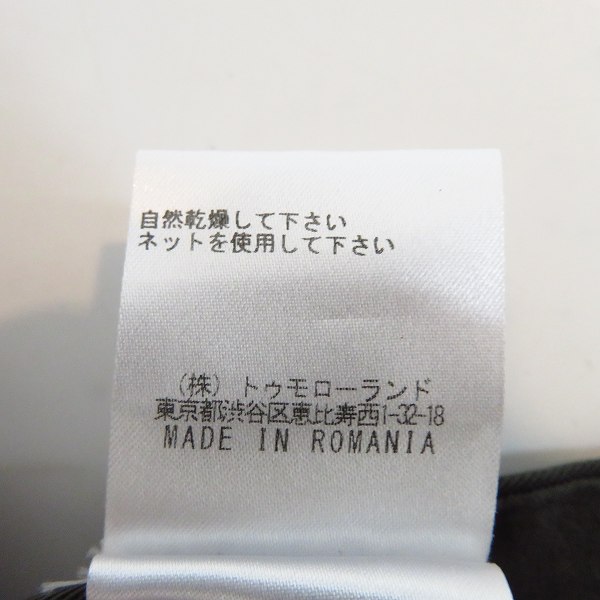 自然乾燥して下さい
ネットを使用して下さい
(株)トゥモローランド
東京都渋谷区恵比寿西1-32-18
MADE IN ROMANIA